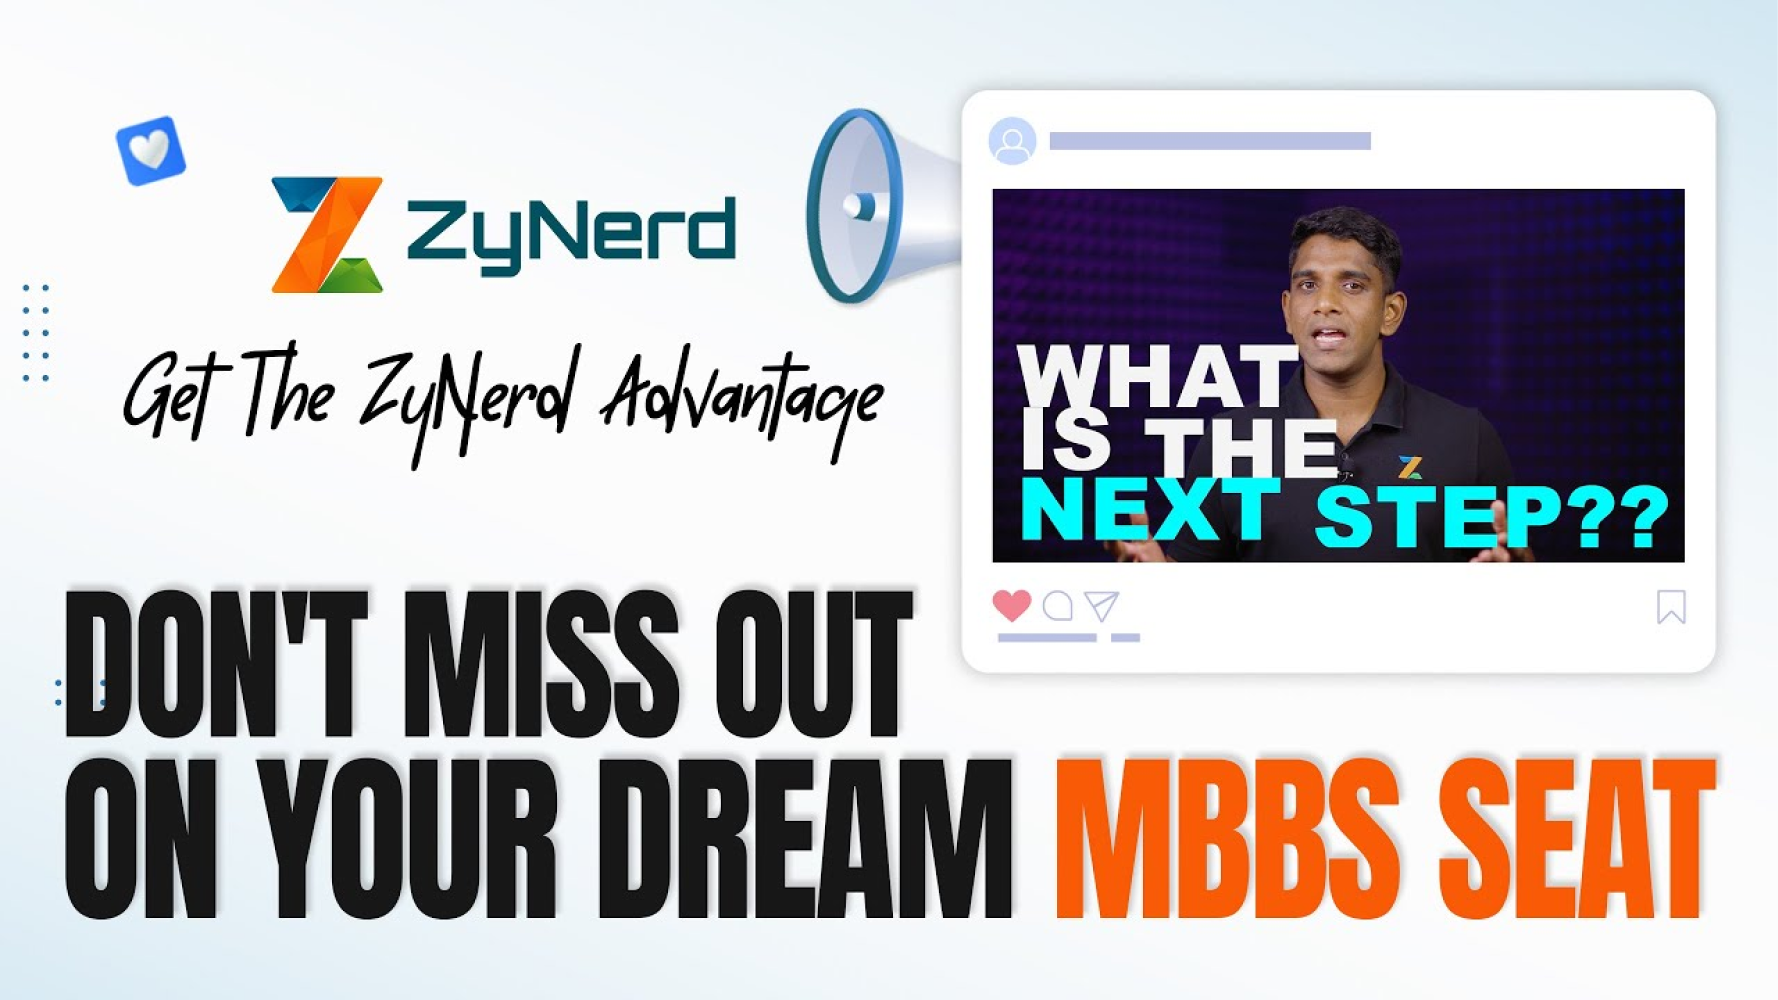 ZyNerd
Get The ZyNerd Advantage
WHAT
IS THE
NEXT STEP??
DON'T MISS OUT
ON YOUR DREAM MBBS SEAT